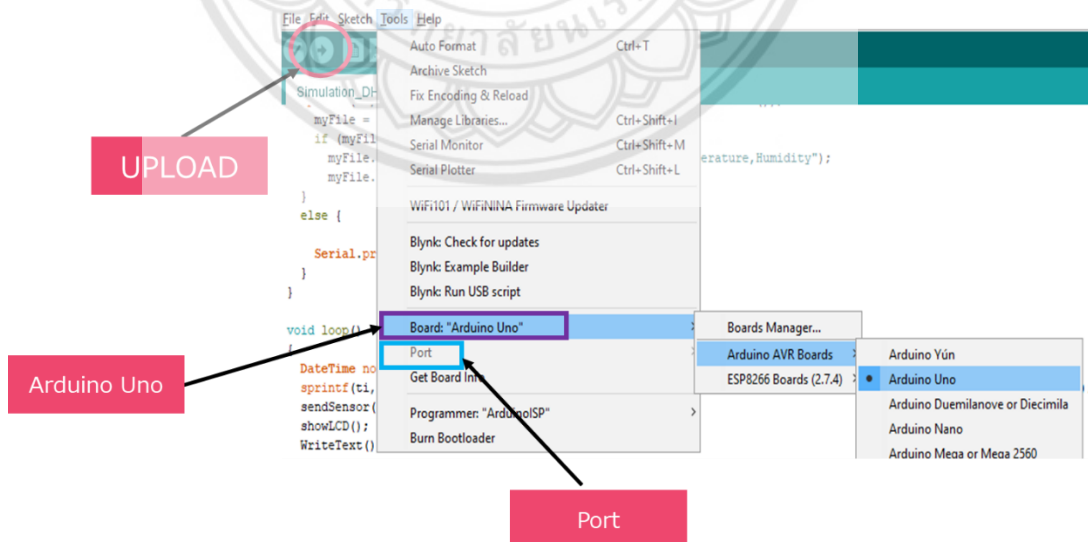 File Edit Sketch Tools Help
Auto Format Ctrl+T
Archive Sketch
Simulation_DH
Fix Encoding & Reload
myFile =
Manage Libraries... Ctrl+Shift+I
if (myFil
Serial Monitor Ctrl+Shift+M
myFile. erature,Humidity");
Serial Plotter Ctrl+Shift+L
myFile.
UPLOAD
}
WiFi101 / WiFiNINA Firmware Updater
else {
Blynk: Check for updates
Serial.pr
Blynk: Example Builder
}
Blynk: Run USB script
}
void loop()
Board: "Arduino Uno" >
Boards Manager...
{
Port >
Arduino AVR Boards >
Arduino Yún
DateTime no
Get Board Info
ESP8266 Boards (2.7.4) >
Arduino Uno
Arduino Uno
sprintf(ti,
sendSensor(
Programmer: "ArduinoISP" >
Arduino Duemilanove or Diecimila
showLCD();
Burn Bootloader
Arduino Nano
WriteText()
Arduino Mega or Mega 2560
Port